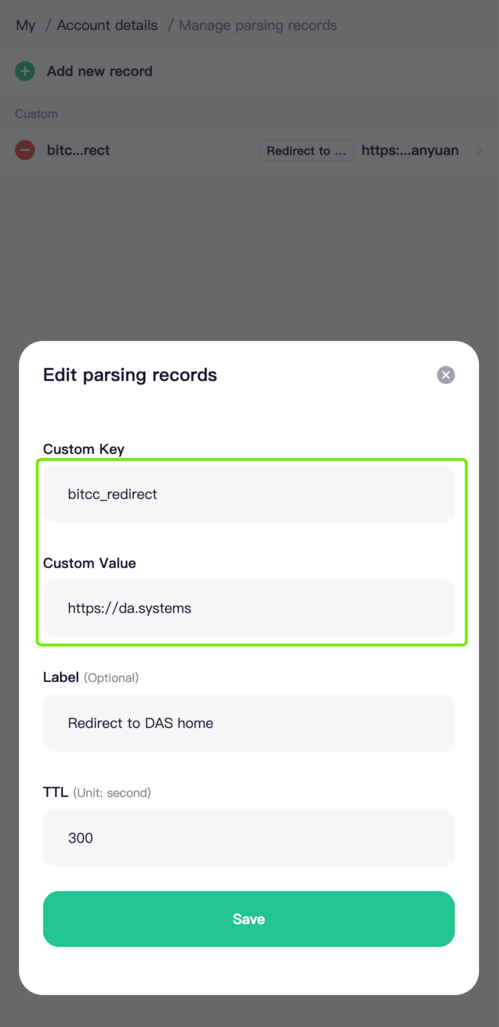 My / Account details / Manage parsing records
Add new record
Custom
bitc...rect Redirect to ... https:...anyuan
Edit parsing records
Custom Key
bitcc_redirect
Custom Value
https://da.systems
Label (Optional)
Redirect to DAS home
TTL (Unit: second)
300
Save